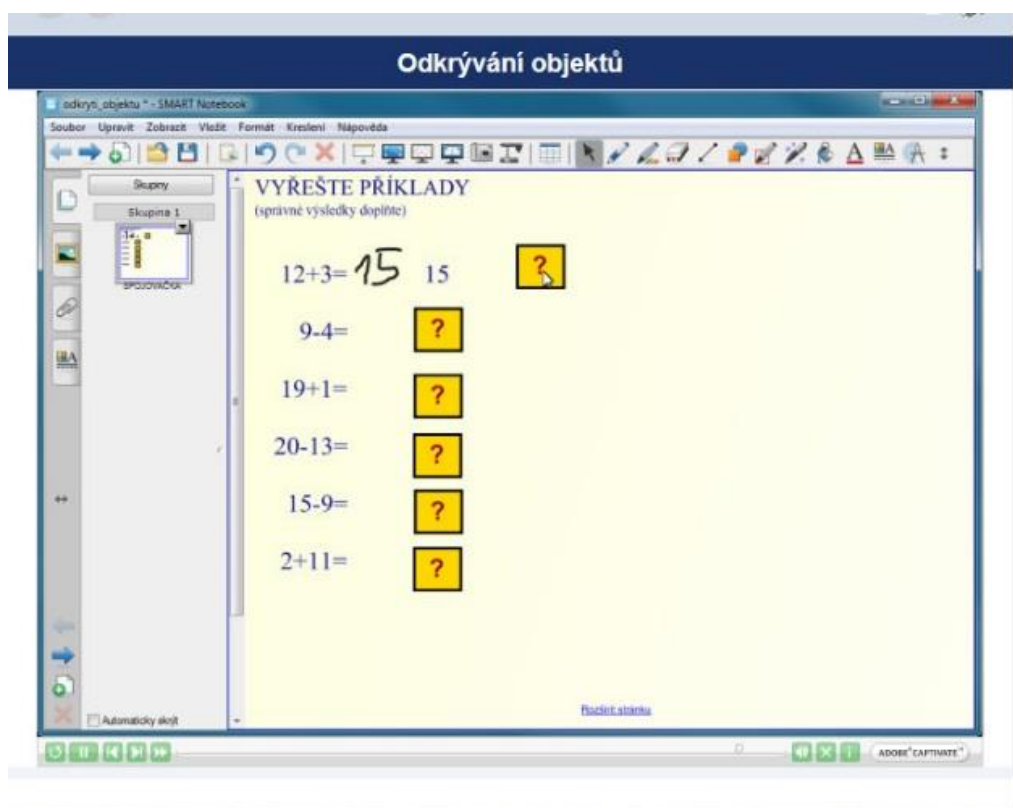 Odkrývání objektů
odkryti_objektu * - SMART Notebook
Soubor Upravit Zobrazit Vložit Formát Kreslení Nápověda
Skupiny
Skupina 1
SPOJOVAČKA
VYŘEŠTE PŘÍKLADY
(správné výsledky doplňte)
12+3= 15 15 ?
9-4= ?
19+1= ?
20-13= ?
15-9= ?
2+11= ?
Rozšířit stránku
Automaticky skrýt
ADOBE® CAPTIVATE™